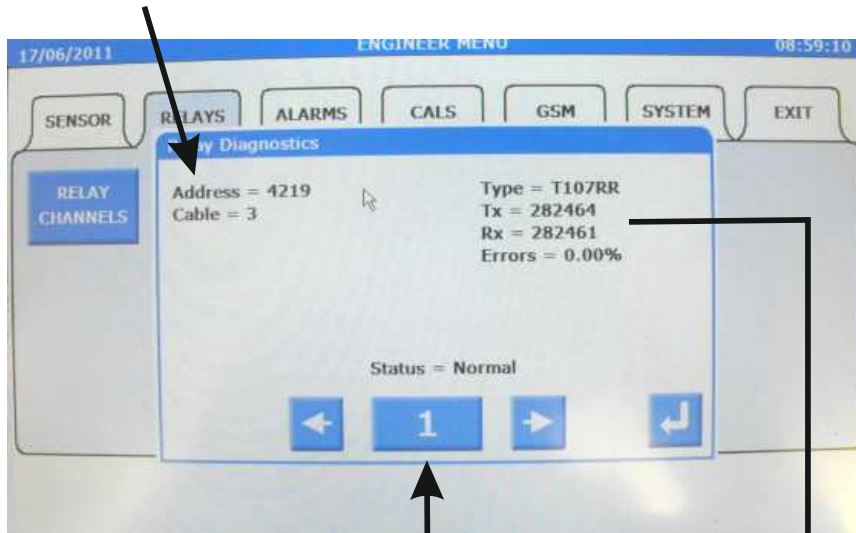 17/06/2011 ENGINEER MENU 08:59:10
SENSOR RELAYS ALARMS CALS GSM SYSTEM EXIT
Relay Diagnostics
RELAY
CHANNELS
Address = 4219
Cable = 3
Type = T107RR
Tx = 282464
Rx = 282461
Errors = 0.00%
Status = Normal
1